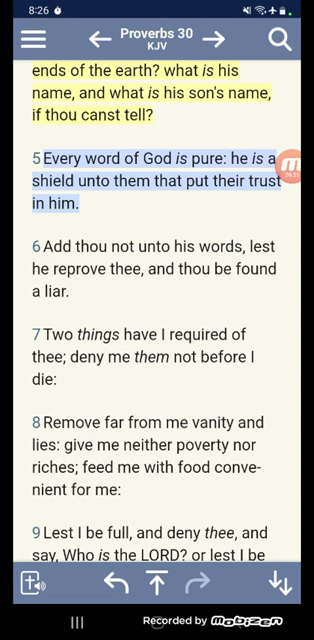 8:26
Proverbs 30
KJV
ends of the earth? what is his
name, and what is his son's name,
if thou canst tell?
5 Every word of God is pure: he is a
shield unto them that put their trust
in him.
6 Add thou not unto his words, lest
he reprove thee, and thou be found
a liar.
7 Two things have I required of
thee; deny me them not before I
die:
8 Remove far from me vanity and
lies: give me neither poverty nor
riches; feed me with food conve-
nient for me:
9 Lest I be full, and deny thee, and
say, Who is the LORD? or lest I be
Recorded by mobizen